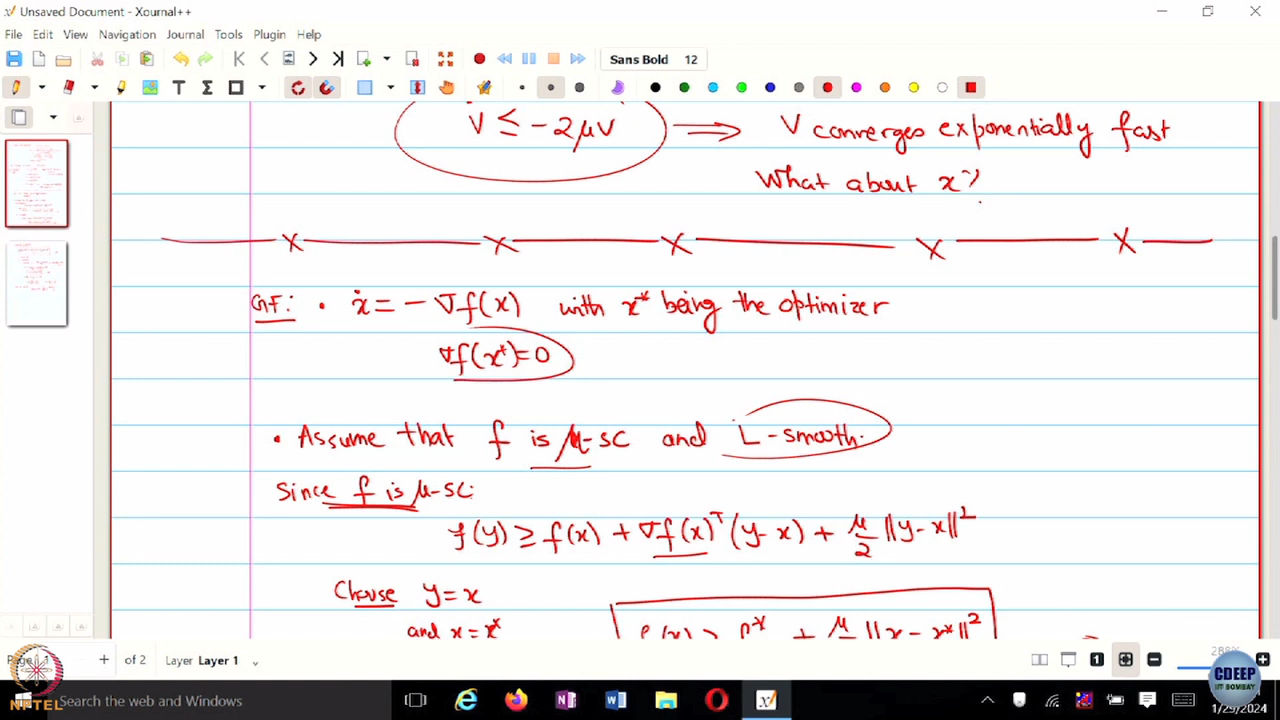 Unsaved Document - Xournal++
File Edit View Navigation Journal Tools Plugin Help
Sans Bold 12
V̇ ≤ -2μV ⟹ V converges exponentially fast
What about x?
GF: • ẋ = - ∇f(x) with x* being the optimizer
∇f(x*)=0
• Assume that f is μ-SC and L-smooth.
Since f is μ-SC
f(y) ≥ f(x) + ∇f(x)ᵀ(y-x) + μ/2 ||y-x||²
Choose y=x
and x=x*
f(x) ≥ f* + μ/2 ||x-x*||²
Page 1 of 2 Layer Layer 1
288%
Search the web and Windows
NPTEL
CDEEP
IIT BOMBAY
1/29/2024